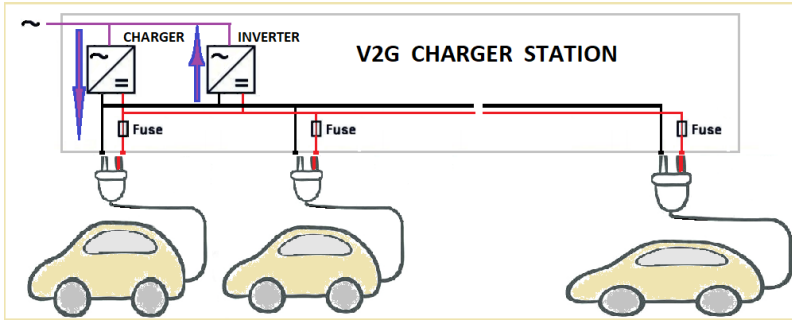 CHARGER
INVERTER
V2G CHARGER STATION
Fuse
Fuse
Fuse